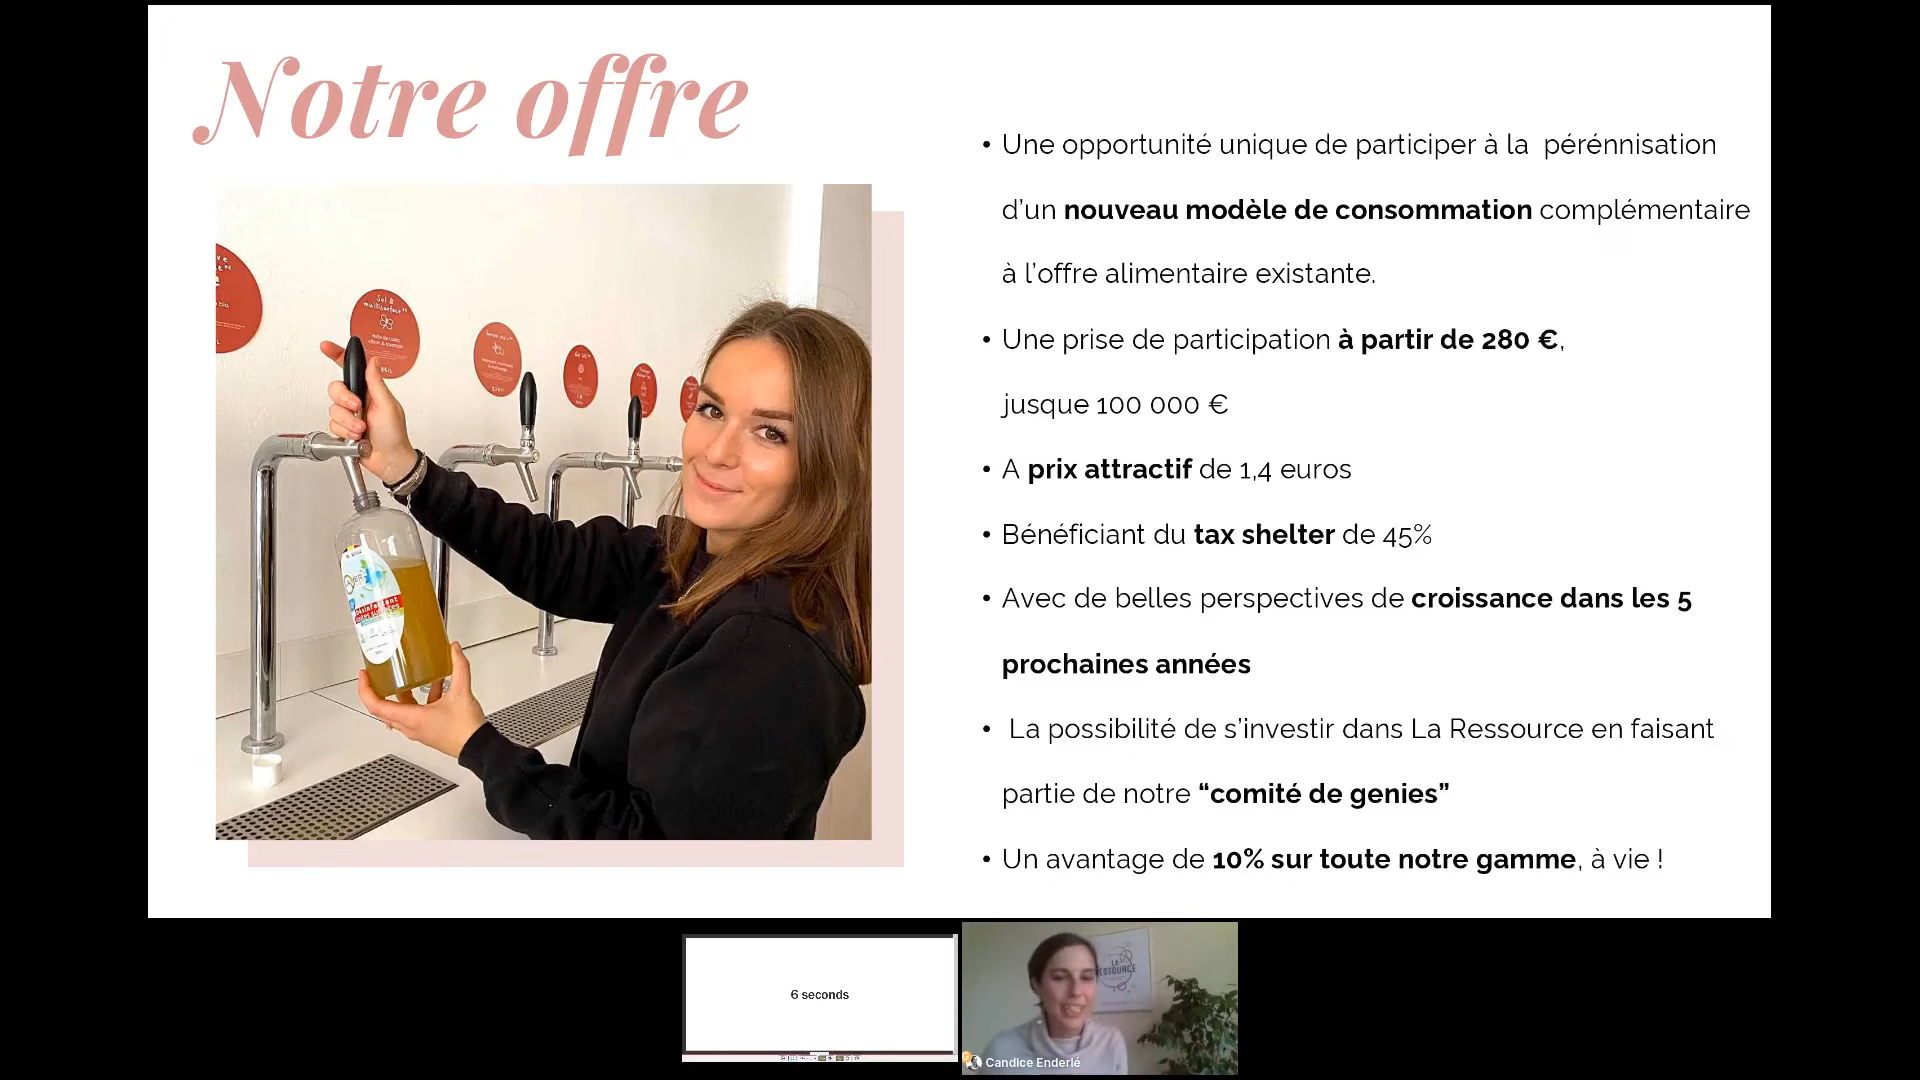 Notre offre
• Une opportunité unique de participer à la pérénnisation
d’un nouveau modèle de consommation complémentaire
à l’offre alimentaire existante.
• Une prise de participation à partir de 280 €,
jusque 100 000 €
• A prix attractif de 1,4 euros
• Bénéficiant du tax shelter de 45%
• Avec de belles perspectives de croissance dans les 5
prochaines années
• La possibilité de s’investir dans La Ressource en faisant
partie de notre “comité de genies”
• Un avantage de 10% sur toute notre gamme, à vie !
Sol &
multisurface
6 seconds
LA
RESSOURCE
Candice Enderlé